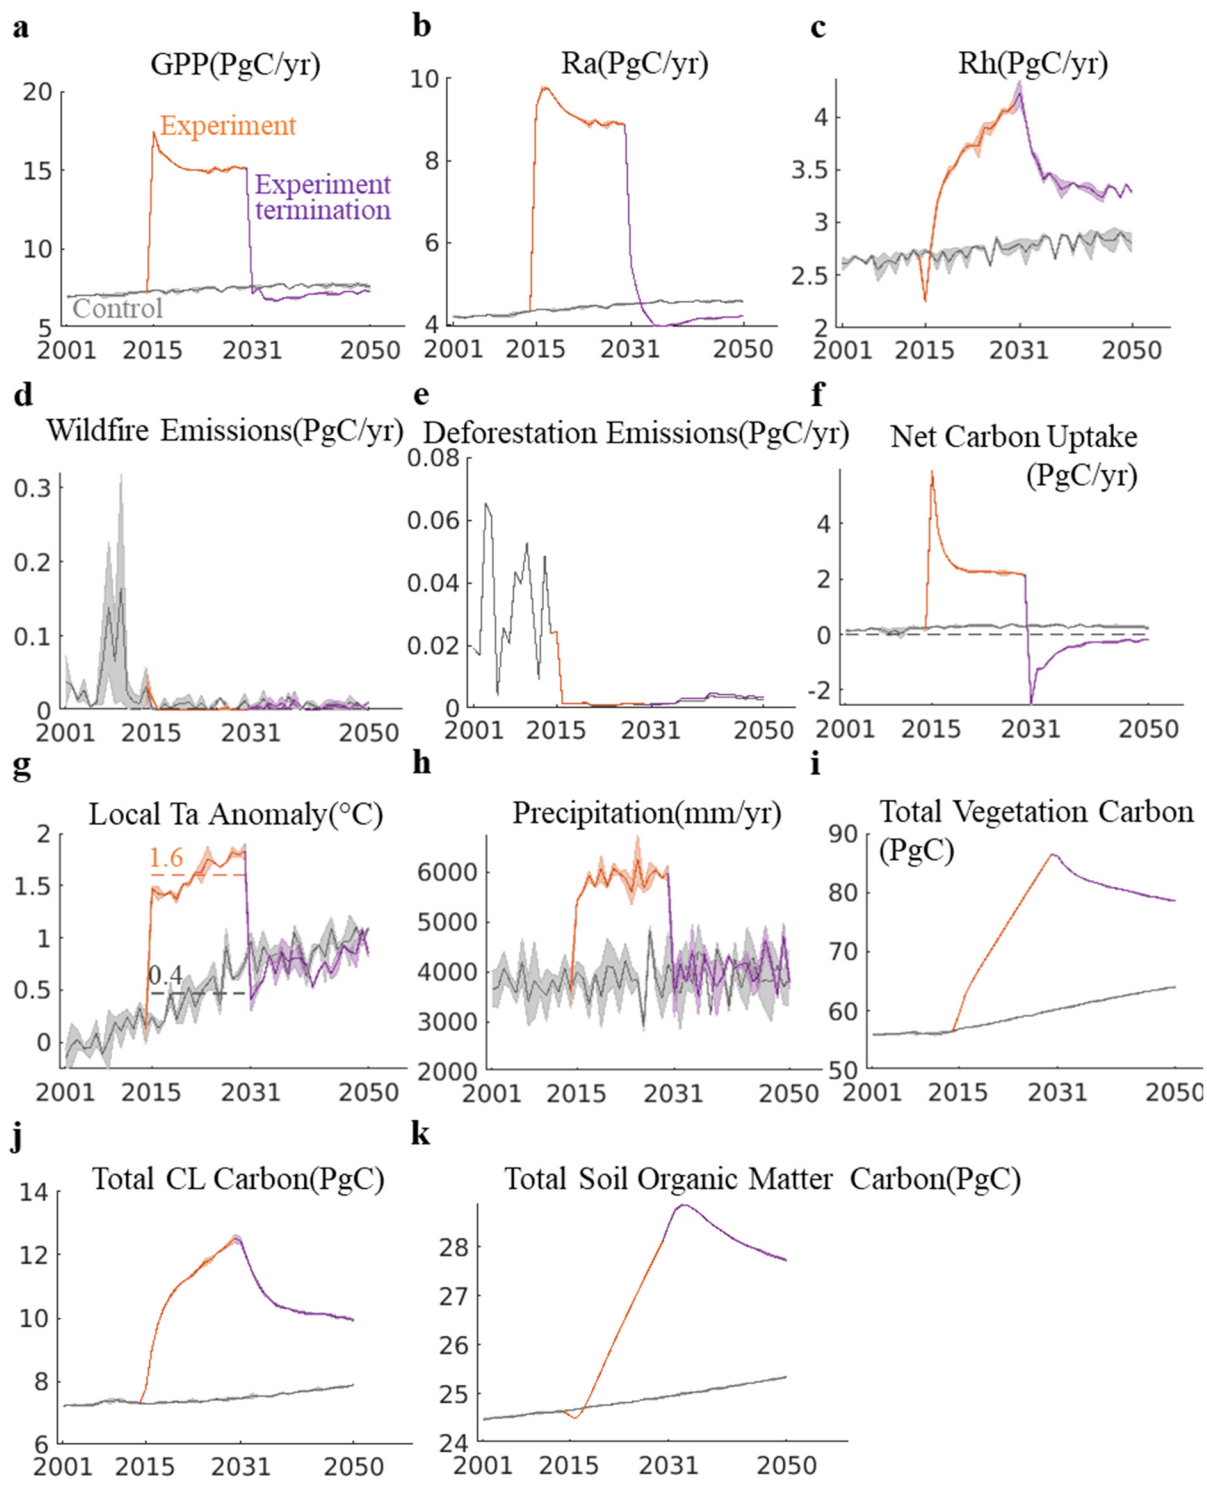 a
GPP(PgC/yr)
20
15
10
5
Experiment
Experiment
termination
Control
2001 2015 2031 2050
b
Ra(PgC/yr)
10
8
6
4
2001 2015 2031 2050
c
Rh(PgC/yr)
4
3.5
3
2.5
2
2001 2015 2031 2050
d
Wildfire Emissions(PgC/yr)
0.3
0.2
0.1
0
2001 2015 2031 2050
e
Deforestation Emissions(PgC/yr)
0.08
0.06
0.04
0.02
0
2001 2015 2031 2050
f
Net Carbon Uptake
(PgC/yr)
4
2
0
-2
2001 2015 2031 2050
g
Local Ta Anomaly(°C)
2
1.5
1
0.5
0
1.6
0.4
2001 2015 2031 2050
h
Precipitation(mm/yr)
6000
5000
4000
3000
2000
2001 2015 2031 2050
i
Total Vegetation Carbon
(PgC)
90
80
70
60
50
2001 2015 2031 2050
j
Total CL Carbon(PgC)
14
12
10
8
6
2001 2015 2031 2050
k
Total Soil Organic Matter Carbon(PgC)
28
27
26
25
24
2001 2015 2031 2050